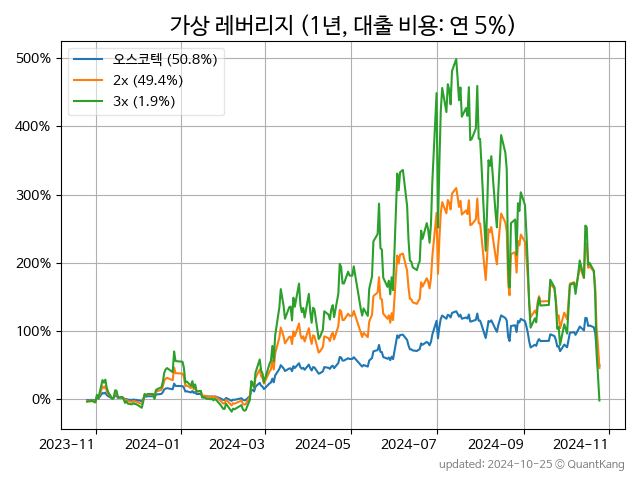 가상 레버리지 (1년, 대출 비용: 연 5%)
오스코텍 (50.8%)
2x (49.4%)
3x (1.9%)
500%
400%
300%
200%
100%
0%
2023-11 2024-01 2024-03 2024-05 2024-07 2024-09 2024-11
updated: 2024-10-25 © QuantKang